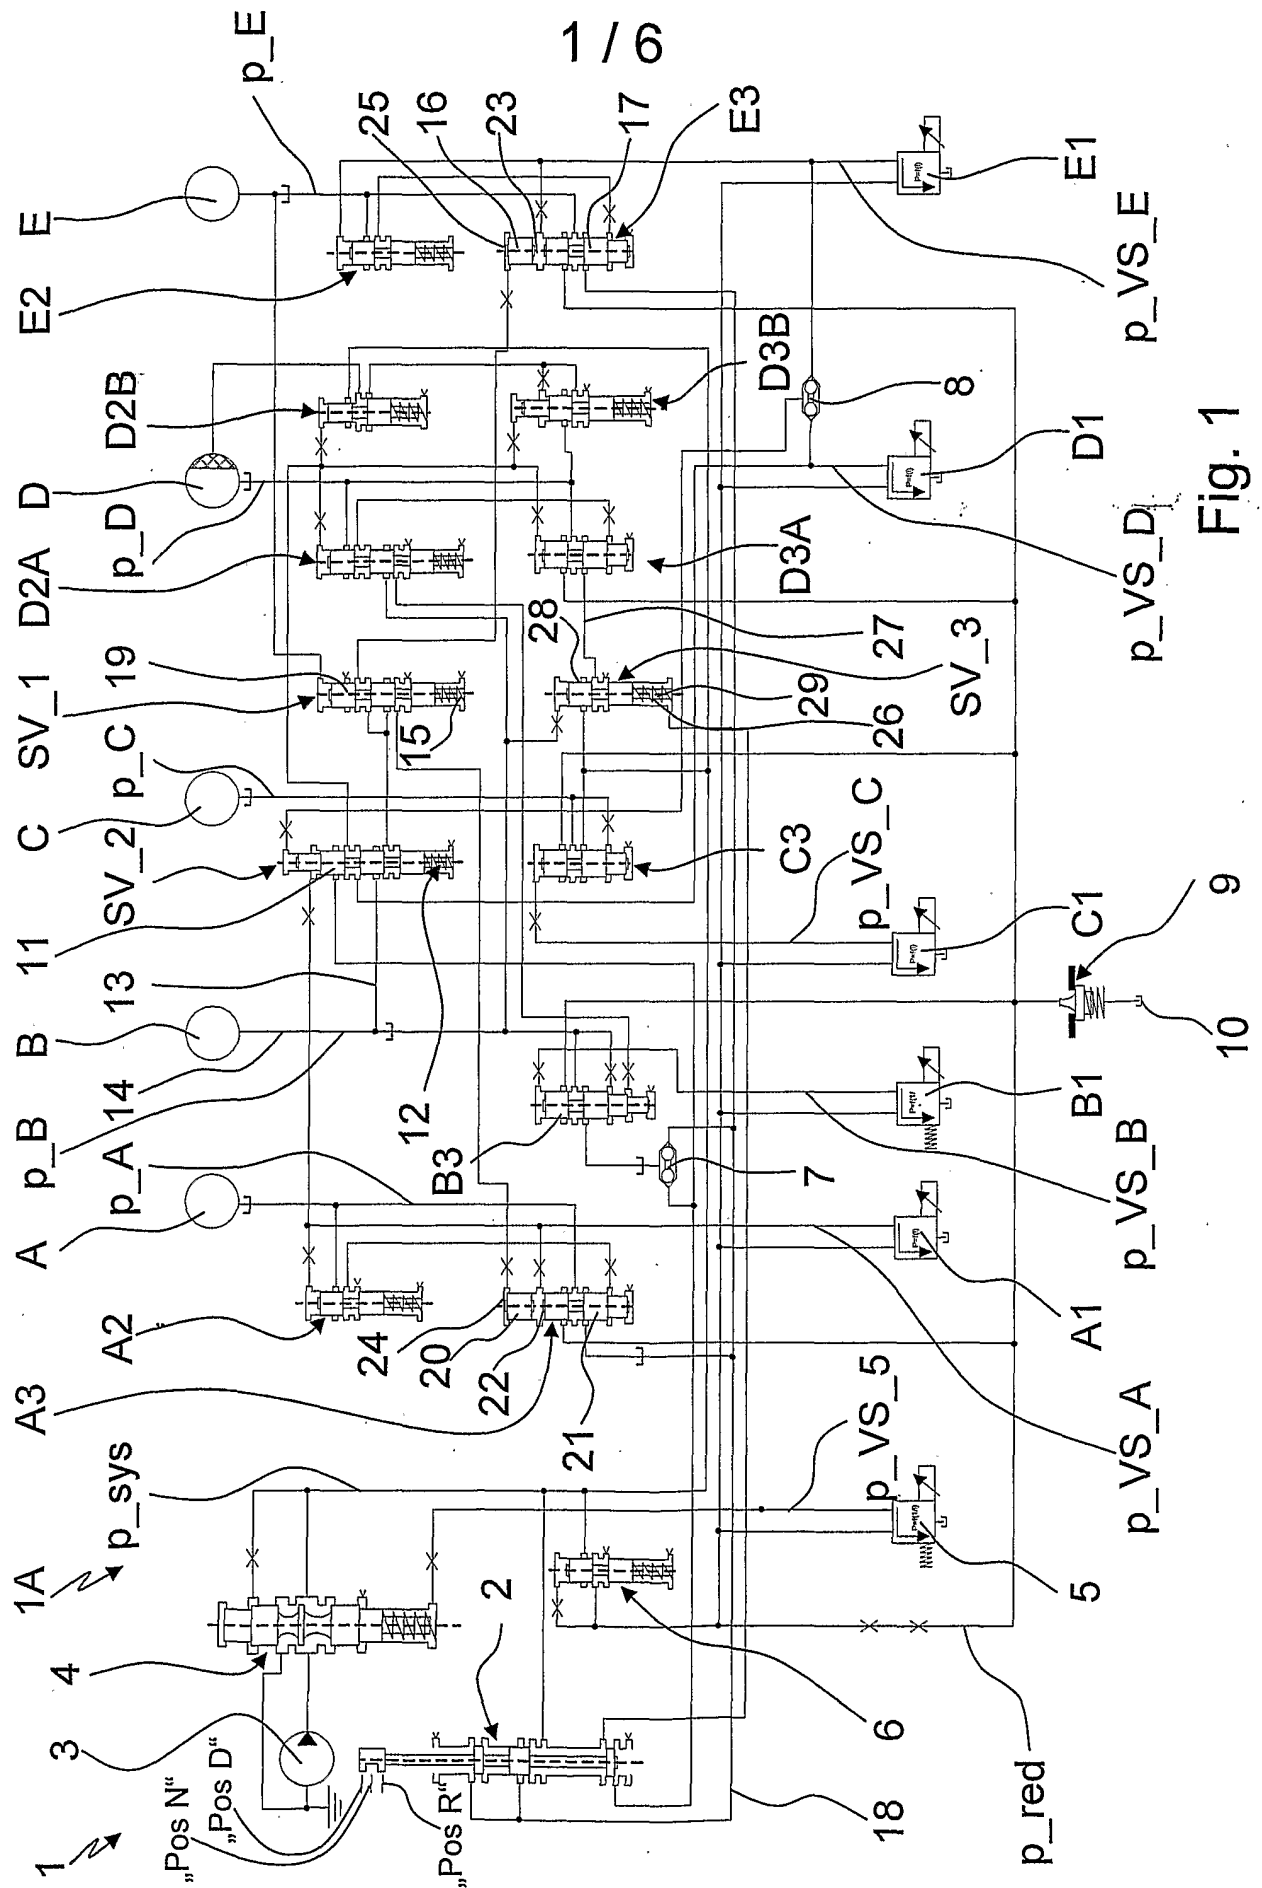 1 / 6
p_E
E
E2
25
16
23
17
E3
E1
p_VS_E
D2B
D3B
8
D
p_D
D2A
D3A
D1
p_VS_D
Fig. 1
SV_1
19
15
28
27
29
26
SV_3
C
p_C
SV_2
11
12
C3
p_VS_C
C1
9
10
13
B
14
p_B
B3
7
B1
p_VS_B
A
p_A
A2
A3
24
20
22
21
A1
p_VS_A
p_sys
1A
4
3
1
„Pos N“
„Pos D“
„Pos R“
2
6
p_VS_5
5
18
p_red
P=f(I)
P=f(I)
P=f(I)
P=f(I)